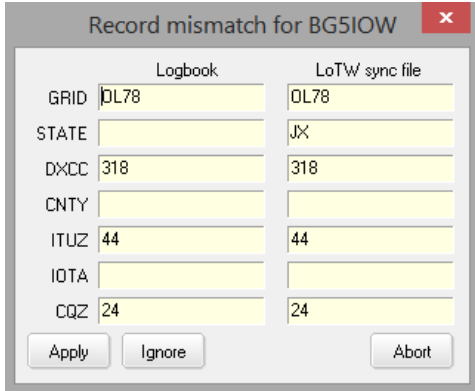 Record mismatch for BG5IOW
x
Logbook LoTW sync file
GRID OL78 OL78
STATE JX
DXCC 318 318
CNTY
ITUZ 44 44
IOTA
CQZ 24 24
Apply Ignore Abort